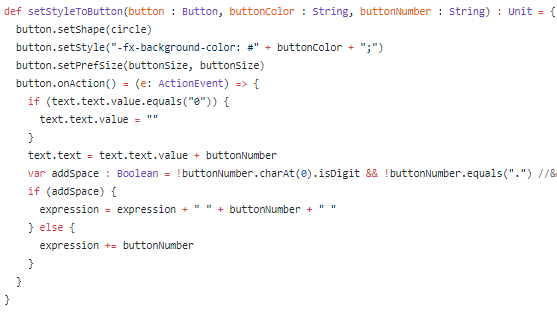 def setStyleToButton(button : Button, buttonColor : String, buttonNumber : String) : Unit = {
  button.setShape(circle)
  button.setStyle("-fx-background-color: #" + buttonColor + ";")
  button.setPrefSize(buttonSize, buttonSize)
  button.onAction() = (e: ActionEvent) => {
    if (text.text.value.equals("0")) {
      text.text.value = ""
    }
    text.text = text.text.value + buttonNumber
    var addSpace : Boolean = !buttonNumber.charAt(0).isDigit && !buttonNumber.equals(".") //&
    if (addSpace) {
      expression = expression + " " + buttonNumber + " "
    } else {
      expression += buttonNumber
    }
  }
}